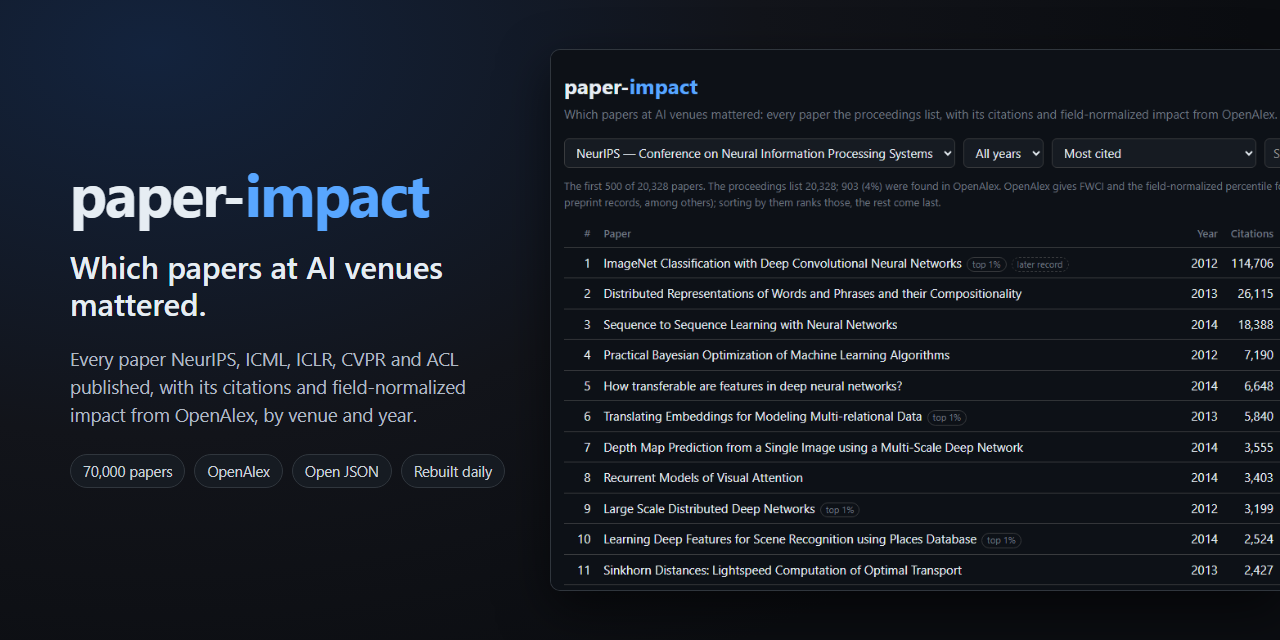 paper-impact
Which papers at AI venues
mattered.
Every paper NeurIPS, ICML, ICLR, CVPR and ACL
published, with its citations and field-normalized
impact from OpenAlex, by venue and year.
70,000 papers OpenAlex Open JSON Rebuilt daily
paper-impact
Which papers at AI venues mattered: every paper the proceedings list, with its citations and field-normalized impact from OpenAlex.
NeurIPS — Conference on Neural Information Processing Systems All years Most cited
The first 500 of 20,328 papers. The proceedings list 20,328; 903 (4%) were found in OpenAlex. OpenAlex gives FWCI and the field-normalized percentile
preprint records, among others); sorting by them ranks those, the rest come last.
# Paper Year Citations
1 ImageNet Classification with Deep Convolutional Neural Networks top 1% later record 2012 114,706
2 Distributed Representations of Words and Phrases and their Compositionality 2013 26,115
3 Sequence to Sequence Learning with Neural Networks 2014 18,388
4 Practical Bayesian Optimization of Machine Learning Algorithms 2012 7,190
5 How transferable are features in deep neural networks? 2014 6,648
6 Translating Embeddings for Modeling Multi-relational Data top 1% 2013 5,840
7 Depth Map Prediction from a Single Image using a Multi-Scale Deep Network 2014 3,555
8 Recurrent Models of Visual Attention 2014 3,403
9 Large Scale Distributed Deep Networks top 1% 2012 3,199
10 Learning Deep Features for Scene Recognition using Places Database top 1% 2014 2,524
11 Sinkhorn Distances: Lightspeed Computation of Optimal Transport 2013 2,427